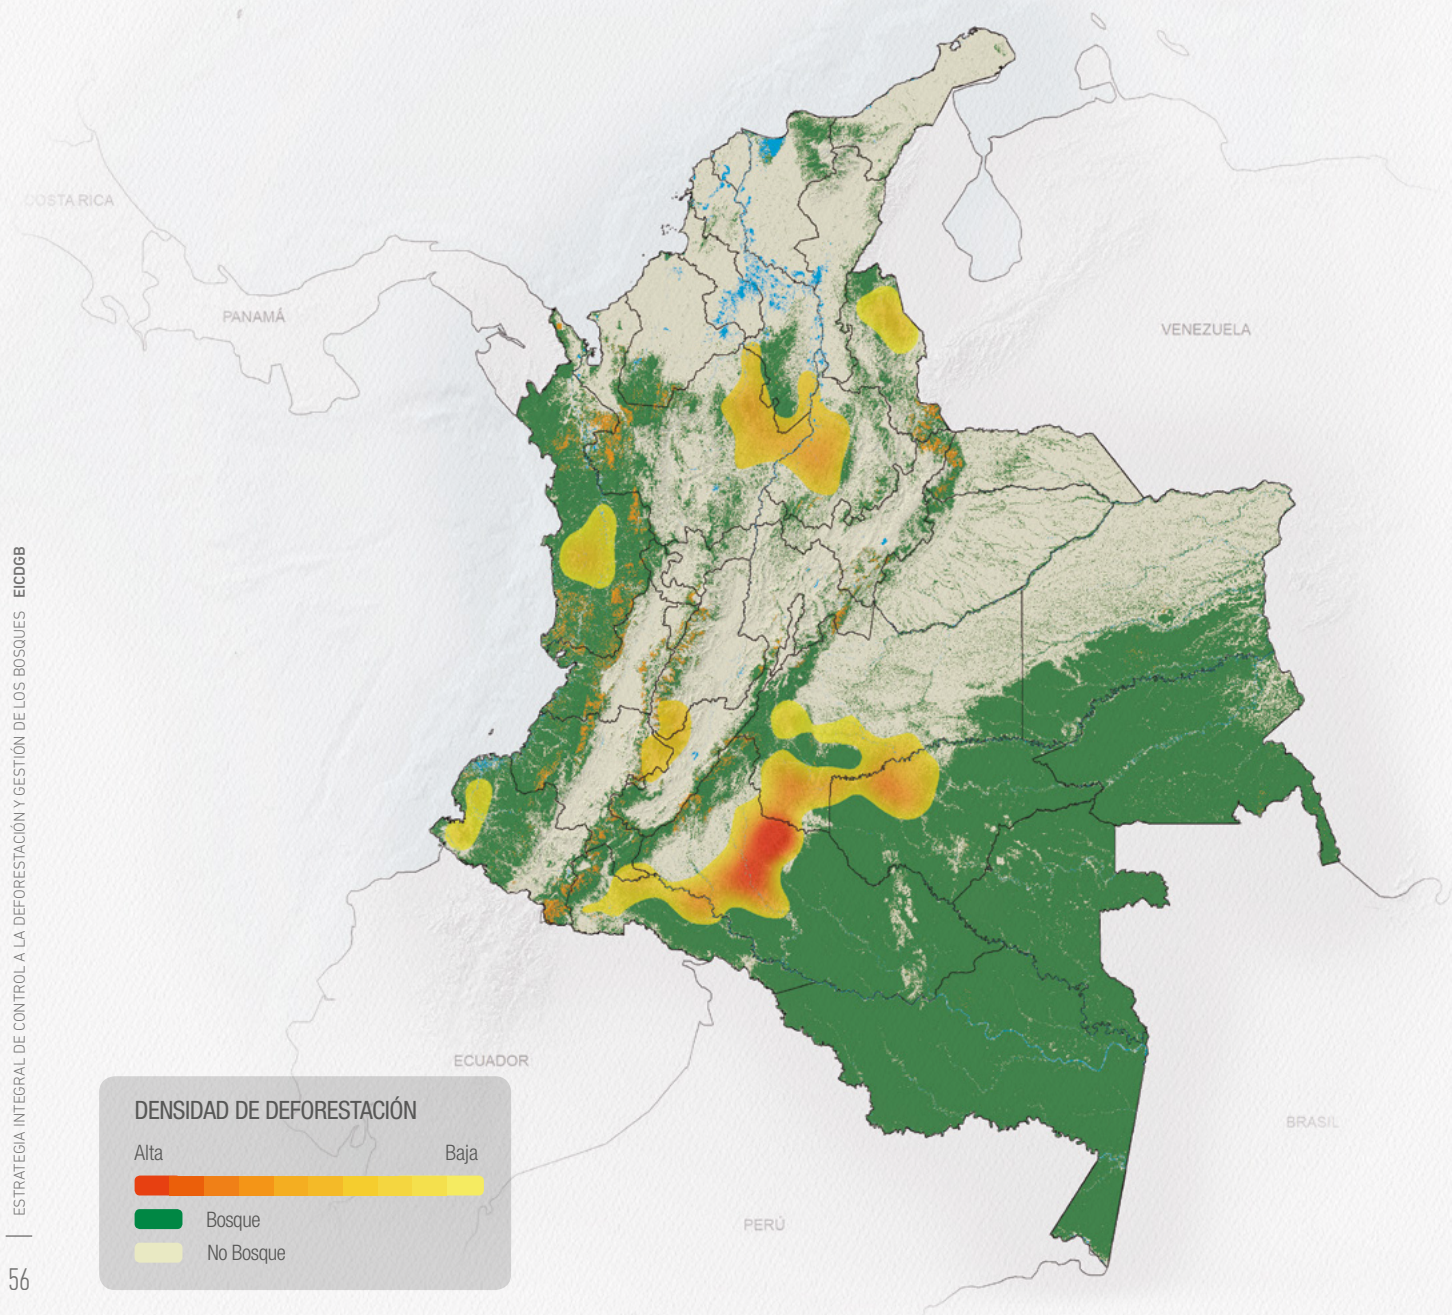 COSTA RICA
PANAMÁ
VENEZUELA
ECUADOR
PERÚ
BRASIL
DENSIDAD DE DEFORESTACIÓN
Alta Baja
Bosque
No Bosque
ESTRATEGIA INTEGRAL DE CONTROL A LA DEFORESTACIÓN Y GESTIÓN DE LOS BOSQUES EICDGB
56